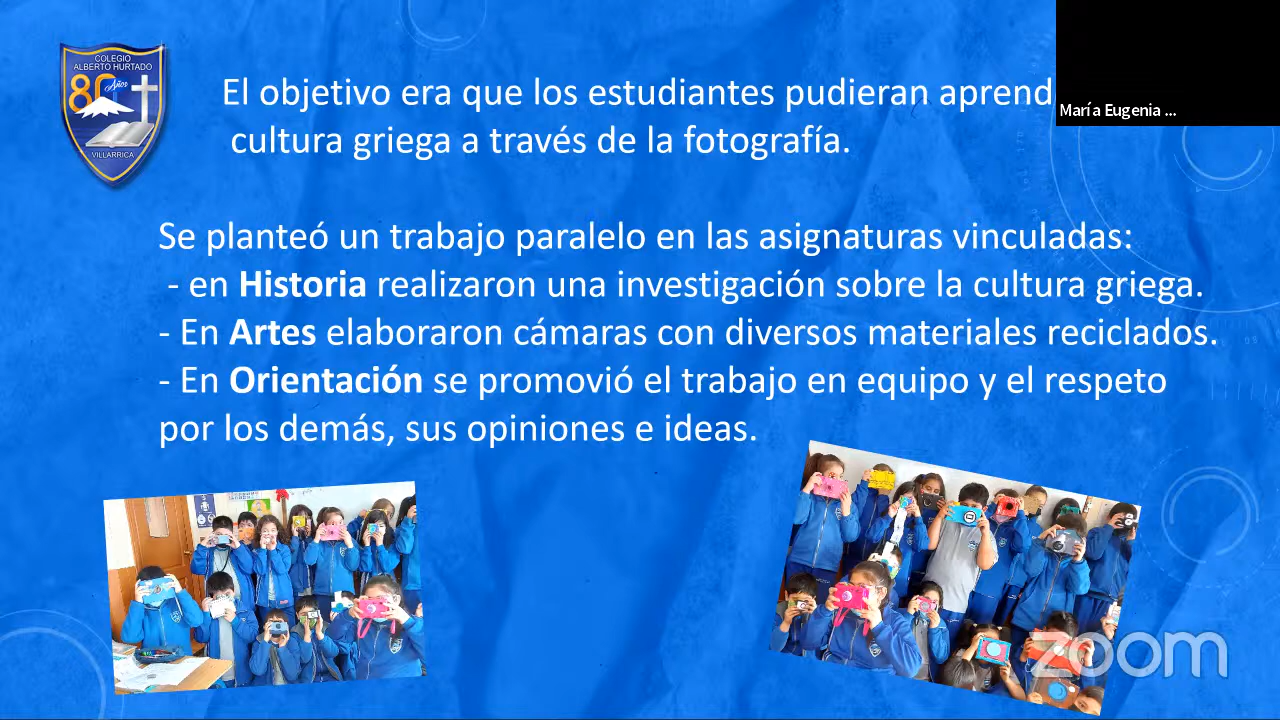 COLEGIO
ALBERTO HURTADO
80 Años
VILLARRICA
El objetivo era que los estudiantes pudieran aprend
María Eugenia ...
cultura griega a través de la fotografía.
Se planteó un trabajo paralelo en las asignaturas vinculadas:
- en Historia realizaron una investigación sobre la cultura griega.
- En Artes elaboraron cámaras con diversos materiales reciclados.
- En Orientación se promovió el trabajo en equipo y el respeto
por los demás, sus opiniones e ideas.
zoom